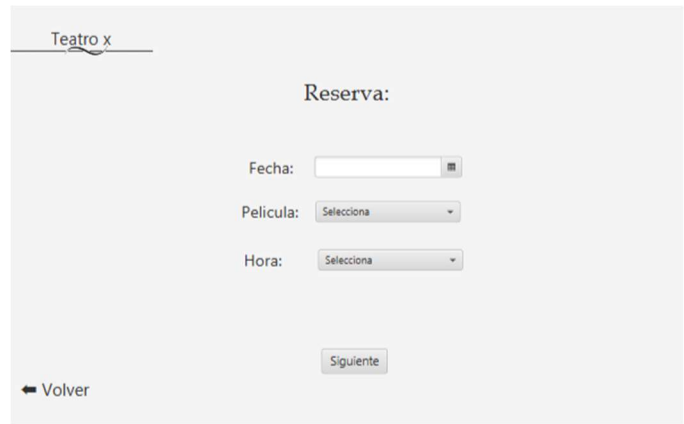 Teatro x
Reserva:
Fecha:
Pelicula: Selecciona
Hora: Selecciona
Siguiente
Volver